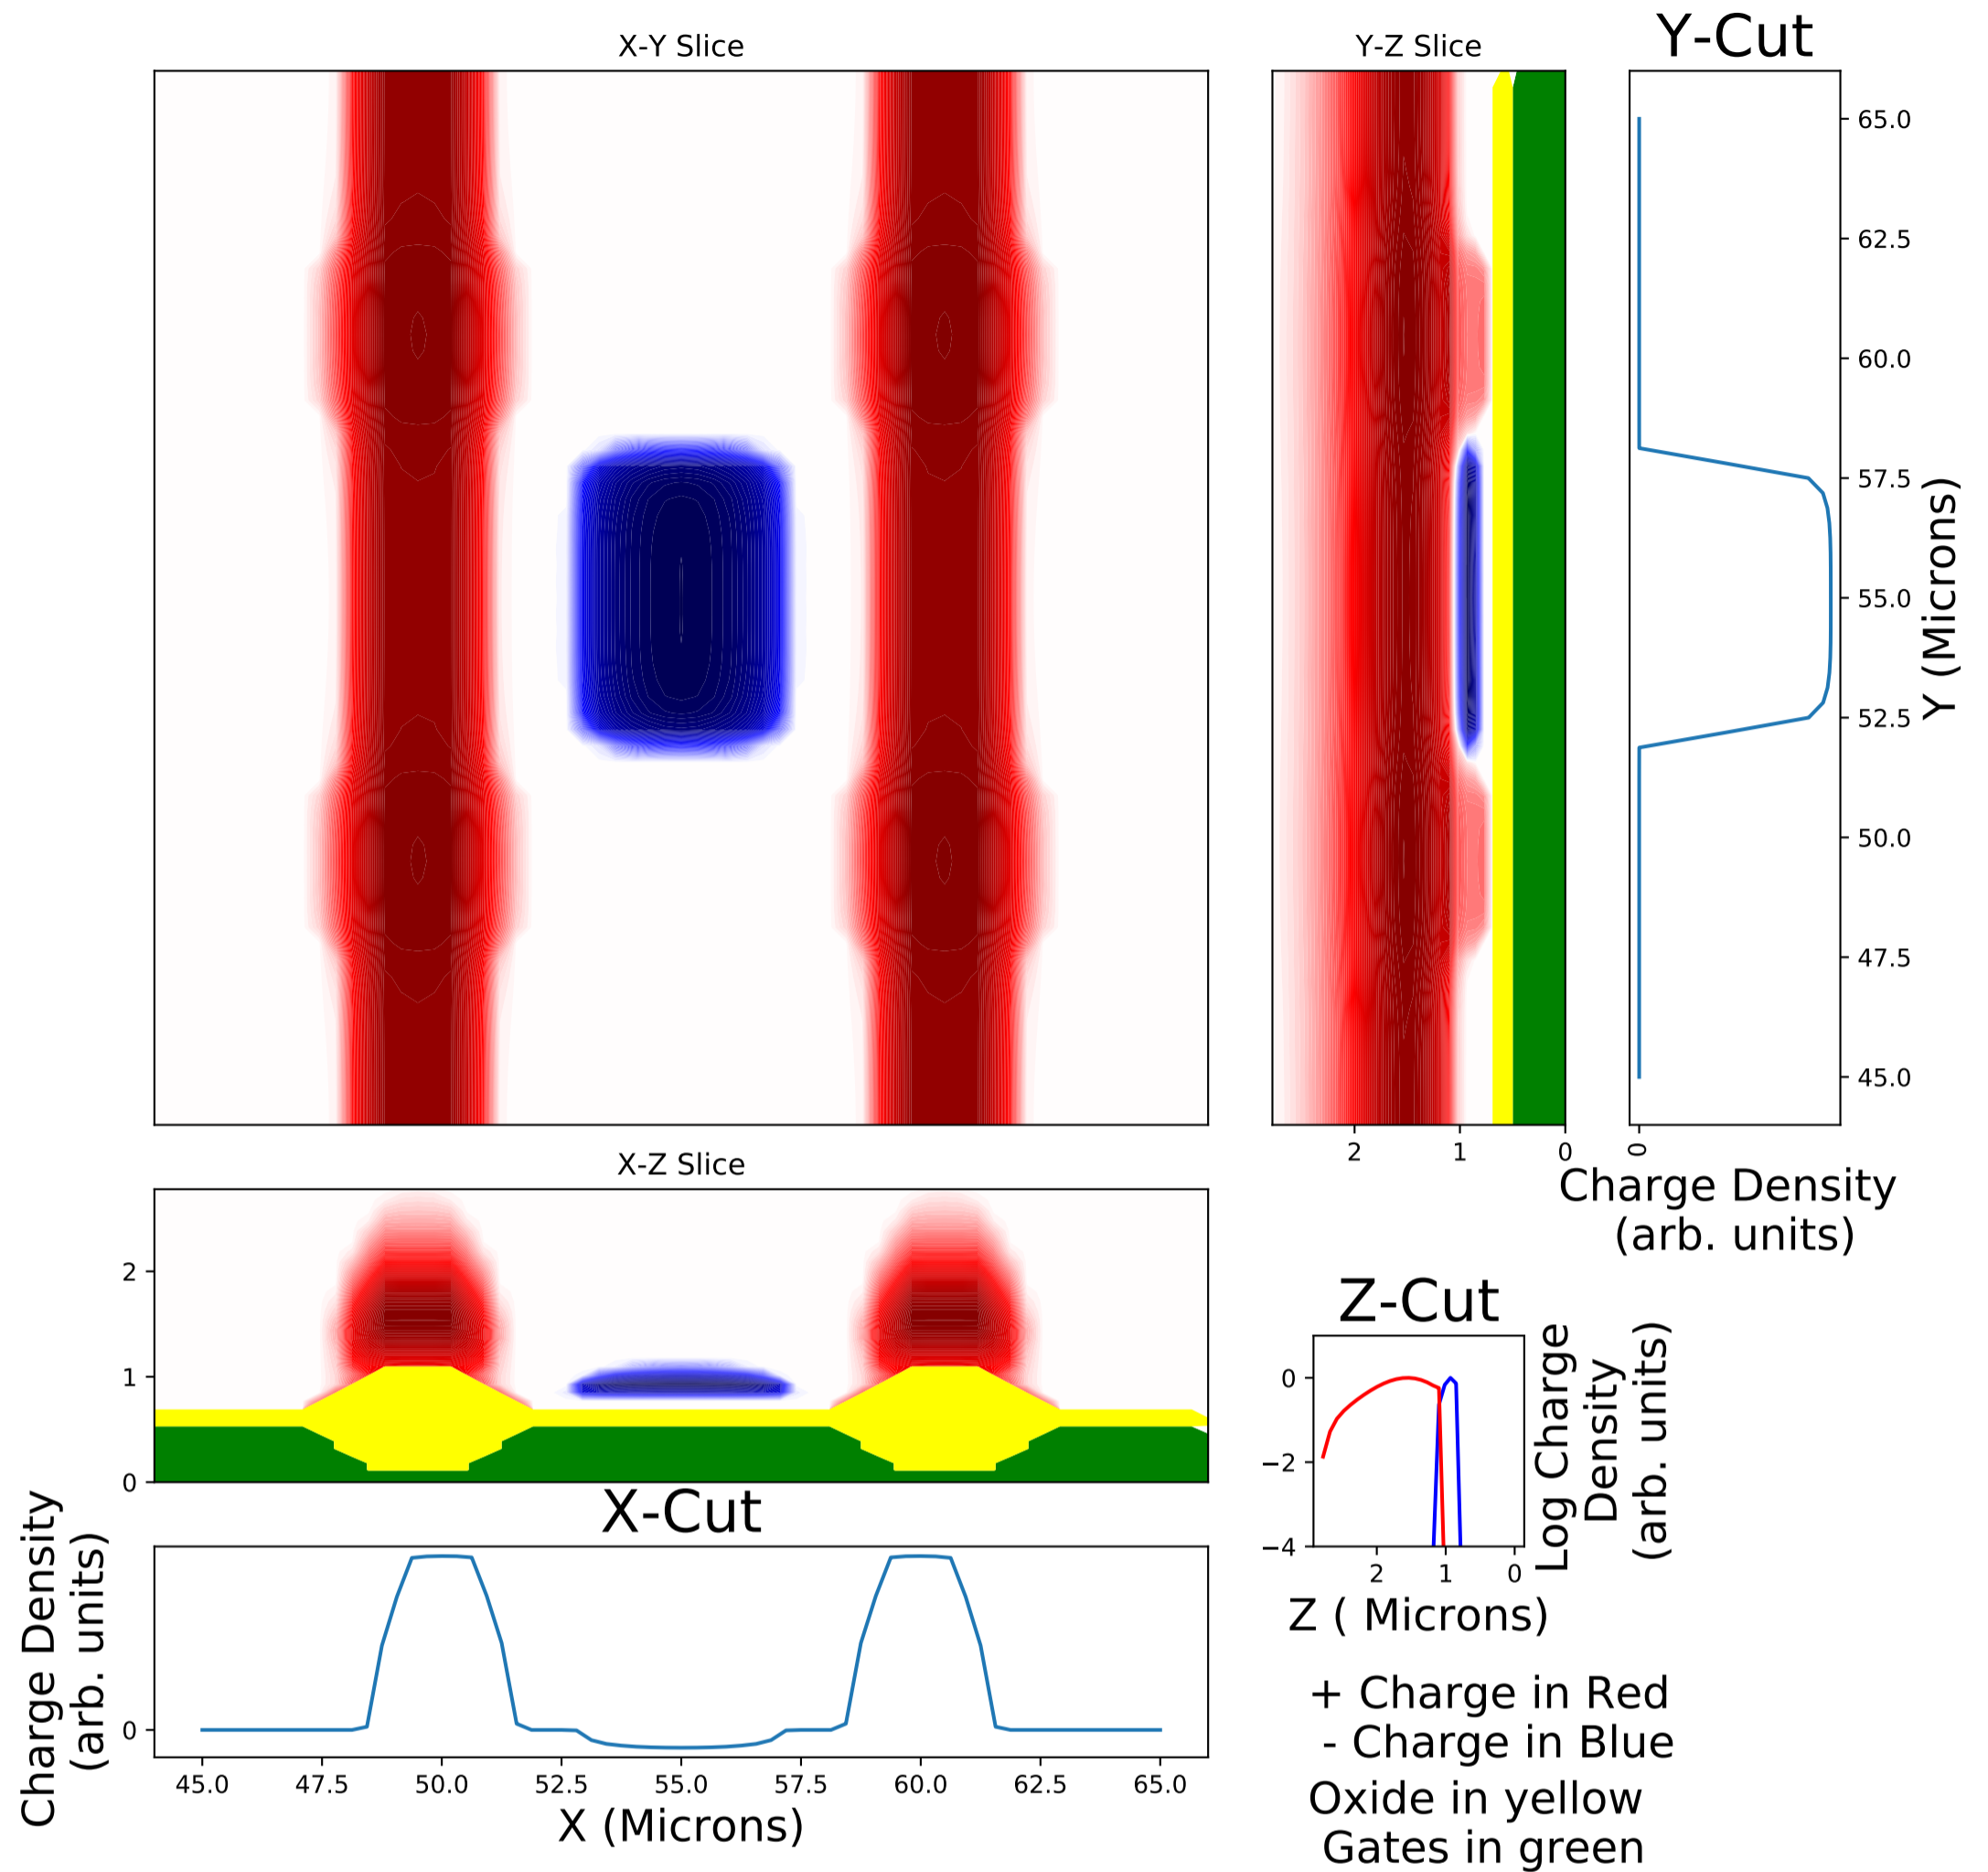 X-Y Slice
Y-Z Slice
Y-Cut
65.0
62.5
60.0
57.5
55.0
52.5
50.0
47.5
45.0
Y (Microns)
2 1 0
0
Charge Density
(arb. units)
X-Z Slice
2
1
0
X-Cut
Charge Density
(arb. units)
0
45.0 47.5 50.0 52.5 55.0 57.5 60.0 62.5 65.0
X (Microns)
Z-Cut
0
−2
−4
2 1 0
Z ( Microns)
Log Charge
Density
(arb. units)
+ Charge in Red
- Charge in Blue
Oxide in yellow
Gates in green